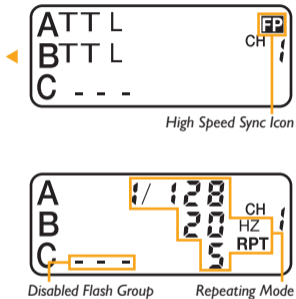 A TTL FP
B TTL CH 1
C - - -
High Speed Sync Icon
A 1/128 CH 1
B 20 HZ
C - - - 5 RPT
Disabled Flash Group Repeating Mode